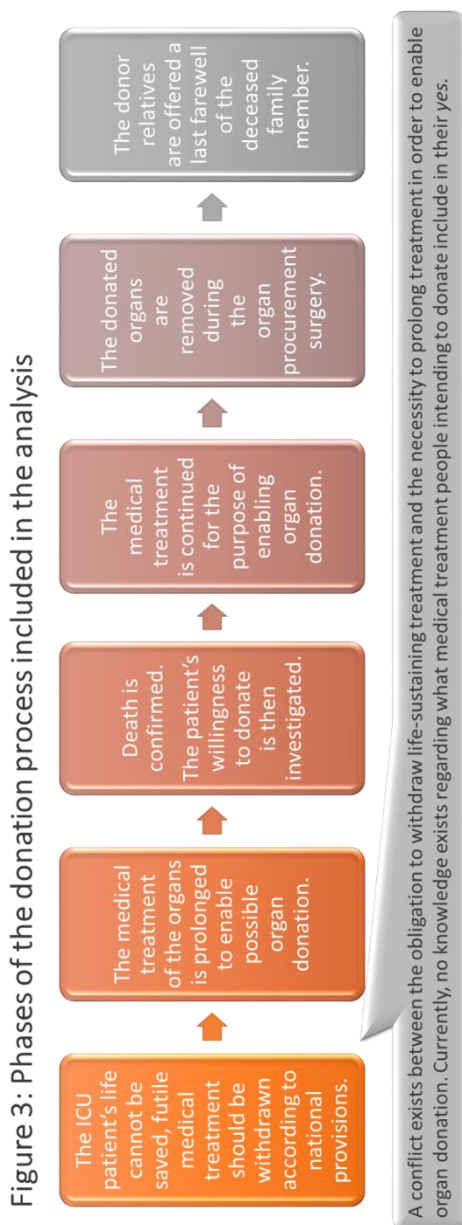 Figure 3: Phases of the donation process included in the analysis
The ICU
patient's life
cannot be
saved, futile
medical
treatment
should be
withdrawn
according to
national
provisions.
The medical
treatment
of the organs
is prolonged
to enable
possible
organ
donation.
Death is
confirmed.
The patient's
willingness
to donate
is then
investigated.
The
medical
treatment
is continued
for the
purpose of
enabling
organ
donation.
The donated
organs
are
removed
during
the
organ
procurement
surgery.
The donor
relatives
are offered a
last farewell
of the
deceased
family
member.
A conflict exists between the obligation to withdraw life-sustaining treatment and the necessity to prolong treatment in order to enable
organ donation. Currently, no knowledge exists regarding what medical treatment people intending to donate include in their yes.